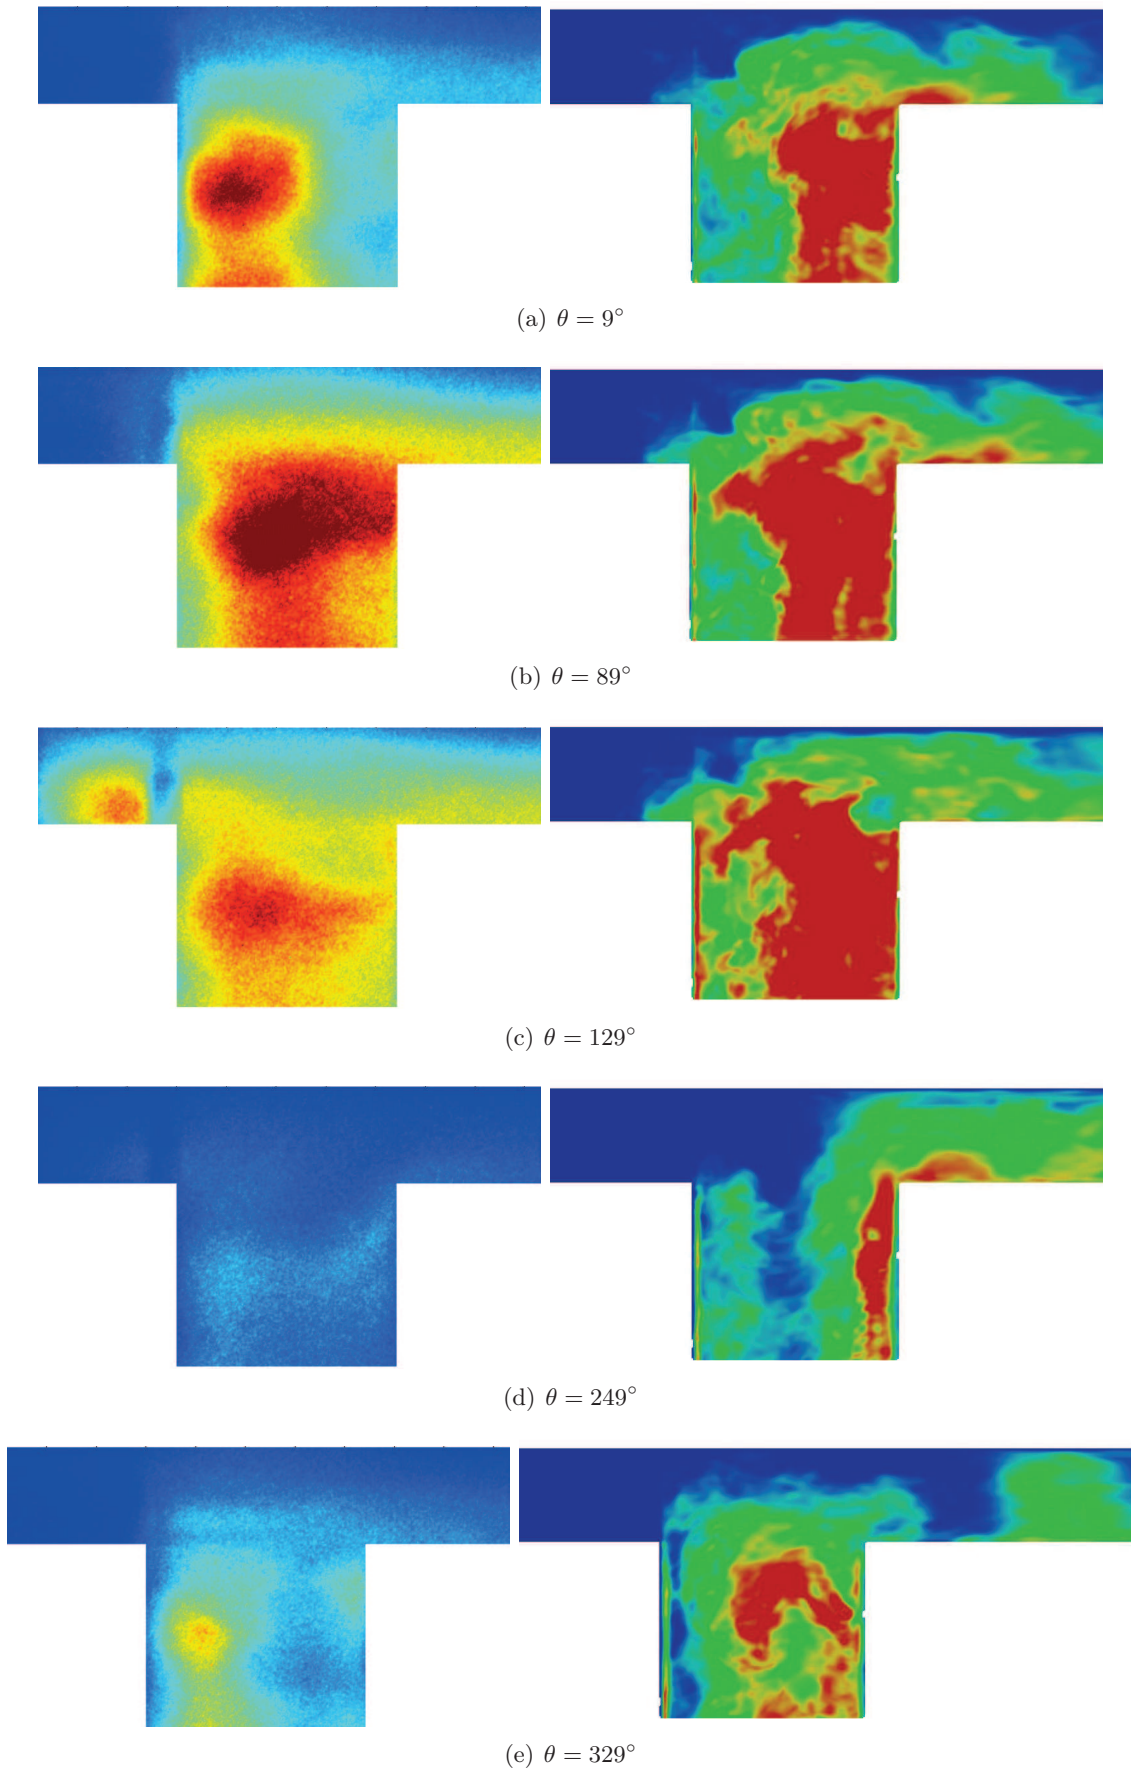 (a) θ = 9°
(b) θ = 89°
(c) θ = 129°
(d) θ = 249°
(e) θ = 329°